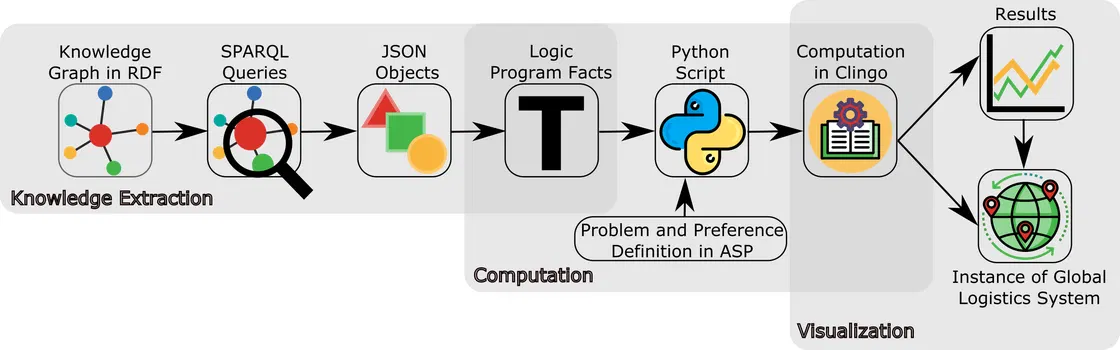 Knowledge
Graph in RDF
SPARQL
Queries
JSON
Objects
Logic
Program Facts
T
Python
Script
Computation
in Clingo
Results
Knowledge Extraction
Problem and Preference
Definition in ASP
Computation
Instance of Global
Logistics System
Visualization